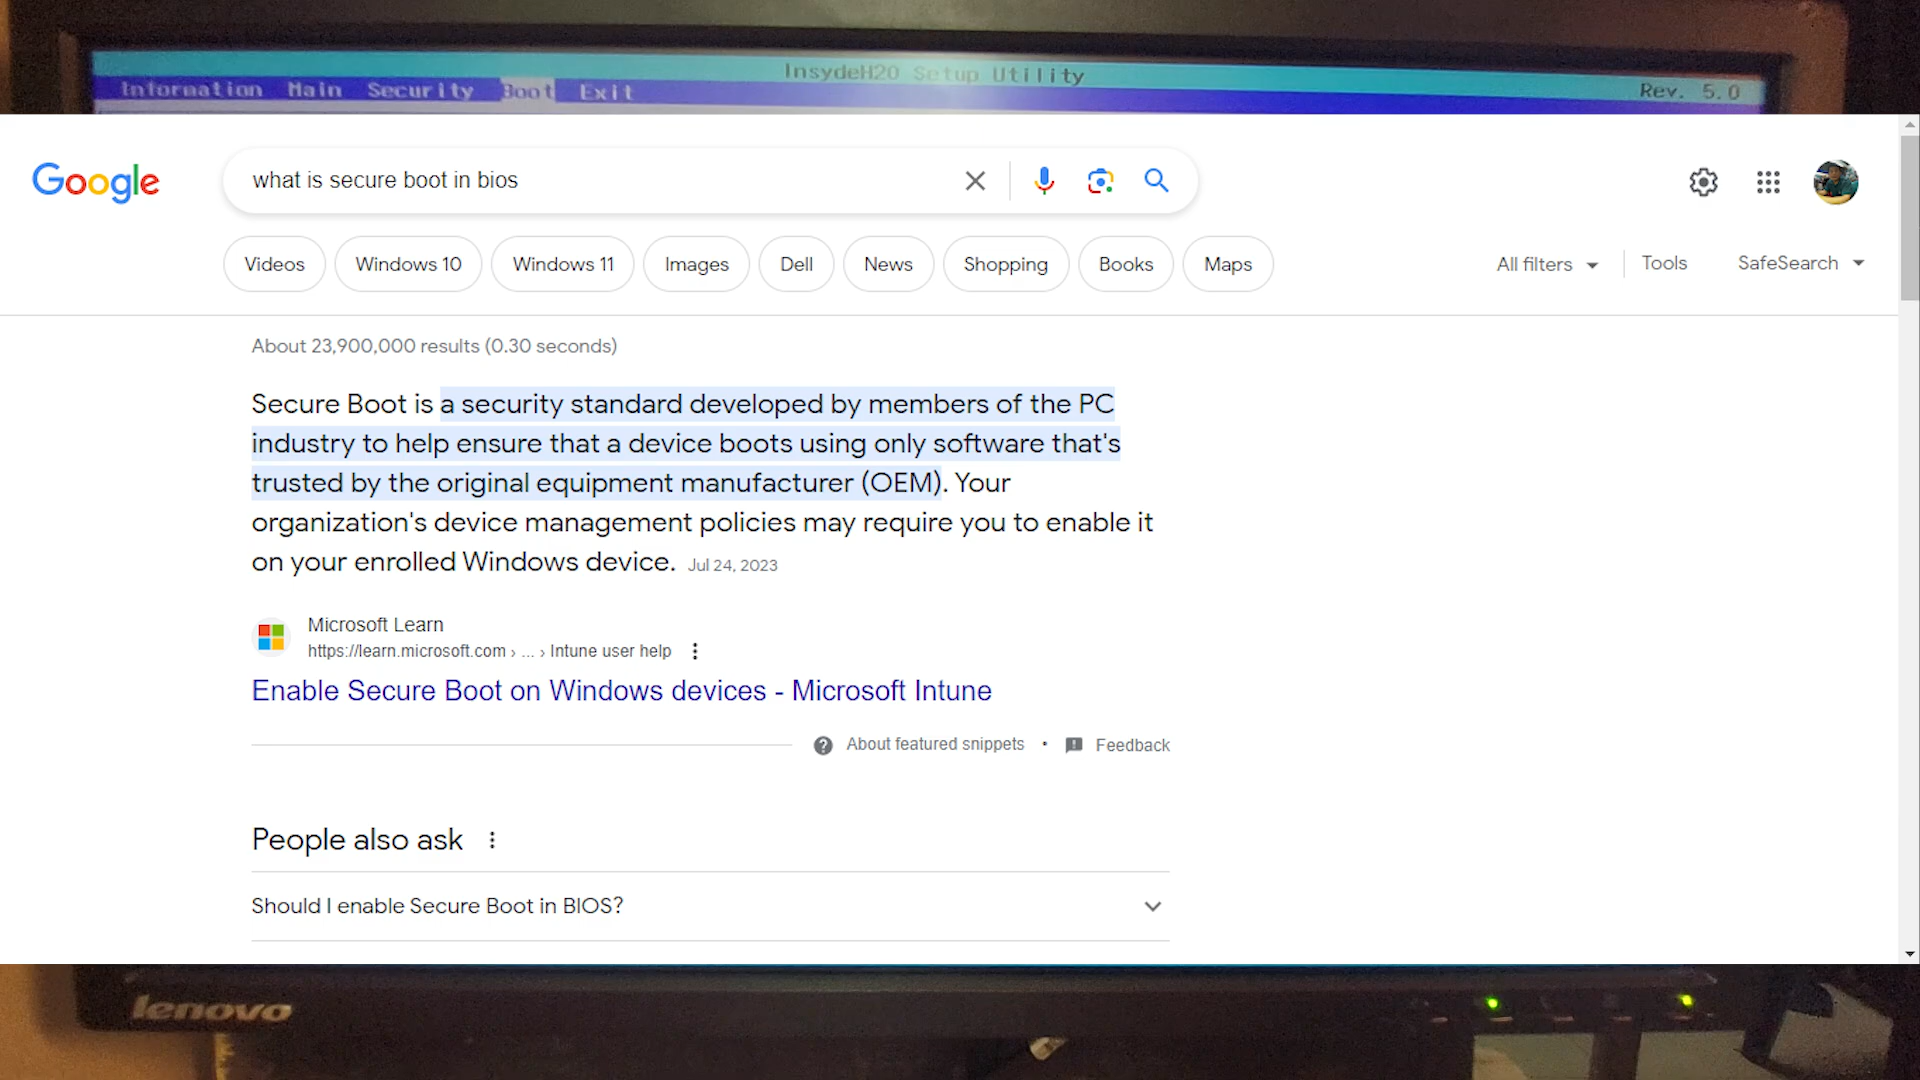 InsydeH20 Setup Utility
Information Main Security Boot Exit
Rev. 5.0
Google
what is secure boot in bios
Videos Windows 10 Windows 11 Images Dell News Shopping Books Maps
All filters Tools SafeSearch
About 23,900,000 results (0.30 seconds)
Secure Boot is a security standard developed by members of the PC
industry to help ensure that a device boots using only software that's
trusted by the original equipment manufacturer (OEM). Your
organization's device management policies may require you to enable it
on your enrolled Windows device. Jul 24, 2023
Microsoft Learn
https://learn.microsoft.com › ... › Intune user help
Enable Secure Boot on Windows devices - Microsoft Intune
About featured snippets • Feedback
People also ask
Should I enable Secure Boot in BIOS?
lenovo